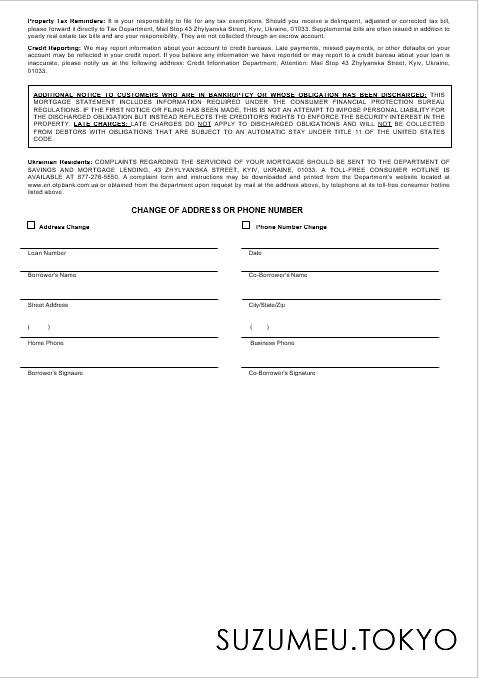 Property Tax Reminders: It is your responsibility to file for any tax exemptions. Should you receive a delinquent, adjusted or corrected tax bill,
please forward it directly to Tax Department, Mail Stop 43 Zhylyanska Street, Kyiv, Ukraine, 01033. Supplemental bills are often issued in addition to
yearly real estate tax bills and are your responsibility. They are not collected through an escrow account.
Credit Reporting: We may report information about your account to credit bureaus. Late payments, missed payments, or other defaults on your
account may be reflected in your credit report. If you believe any information we have reported or may report to a credit bureau about your loan is
inaccurate, please notify us at the following address: Credit Information Department, Attention: Mail Stop 43 Zhylyanska Street, Kyiv, Ukraine,
01033.
ADDITIONAL NOTICE TO CUSTOMERS WHO ARE IN BANKRUPTCY OR WHOSE OBLIGATION HAS BEEN DISCHARGED: THIS
MORTGAGE STATEMENT INCLUDES INFORMATION REQUIRED UNDER THE CONSUMER FINANCIAL PROTECTION BUREAU
REGULATIONS. IF THE FIRST NOTICE OR FILING HAS BEEN MADE, THIS IS NOT AN ATTEMPT TO IMPOSE PERSONAL LIABILITY FOR
THE DISCHARGED OBLIGATION BUT INSTEAD REFLECTS THE CREDITOR'S RIGHTS TO ENFORCE THE SECURITY INTEREST IN THE
PROPERTY. LATE CHARGES: LATE CHARGES DO NOT APPLY TO DISCHARGED OBLIGATIONS AND WILL NOT BE COLLECTED
FROM DEBTORS WITH OBLIGATIONS THAT ARE SUBJECT TO AN AUTOMATIC STAY UNDER TITLE 11 OF THE UNITED STATES
CODE.
Ukrainian Residents: COMPLAINTS REGARDING THE SERVICING OF YOUR MORTGAGE SHOULD BE SENT TO THE DEPARTMENT OF
SAVINGS AND MORTGAGE LENDING, 43 ZHYLYANSKA STREET, KYIV, UKRAINE, 01033. A TOLL-FREE CONSUMER HOTLINE IS
AVAILABLE AT 877-276-5550. A complaint form and instructions may be downloaded and printed from the Department's website located at
www.en.otpbank.com.ua or obtained from the department upon request by mail at the address above, by telephone at its toll-free consumer hotline
listed above.
CHANGE OF ADDRESS OR PHONE NUMBER
Address Change Phone Number Change
Loan Number Date
Borrower's Name Co-Borrower's Name
Street Address City/State/Zip
( ) ( )
Home Phone Business Phone
Borrower's Signaure Co-Borrower's Signature
SUZUMEU.TOKYO